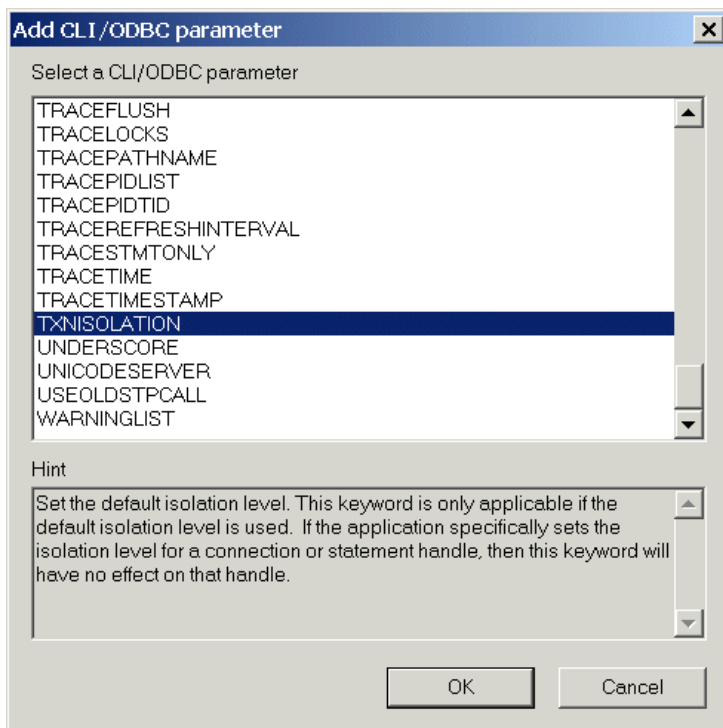 Add CLI/ODBC parameter
Select a CLI/ODBC parameter
TRACEFLUSH
TRACELOCKS
TRACEPATHNAME
TRACEPIDLIST
TRACEPIDTID
TRACEREFRESHINTERVAL
TRACESTMTONLY
TRACETIME
TRACETIMESTAMP
TXNISOLATION
UNDERSCORE
UNICODESERVER
USEOLDSTPCALL
WARNINGLIST
Hint
Set the default isolation level. This keyword is only applicable if the
default isolation level is used. If the application specifically sets the
isolation level for a connection or statement handle, then this keyword will
have no effect on that handle.
OK Cancel